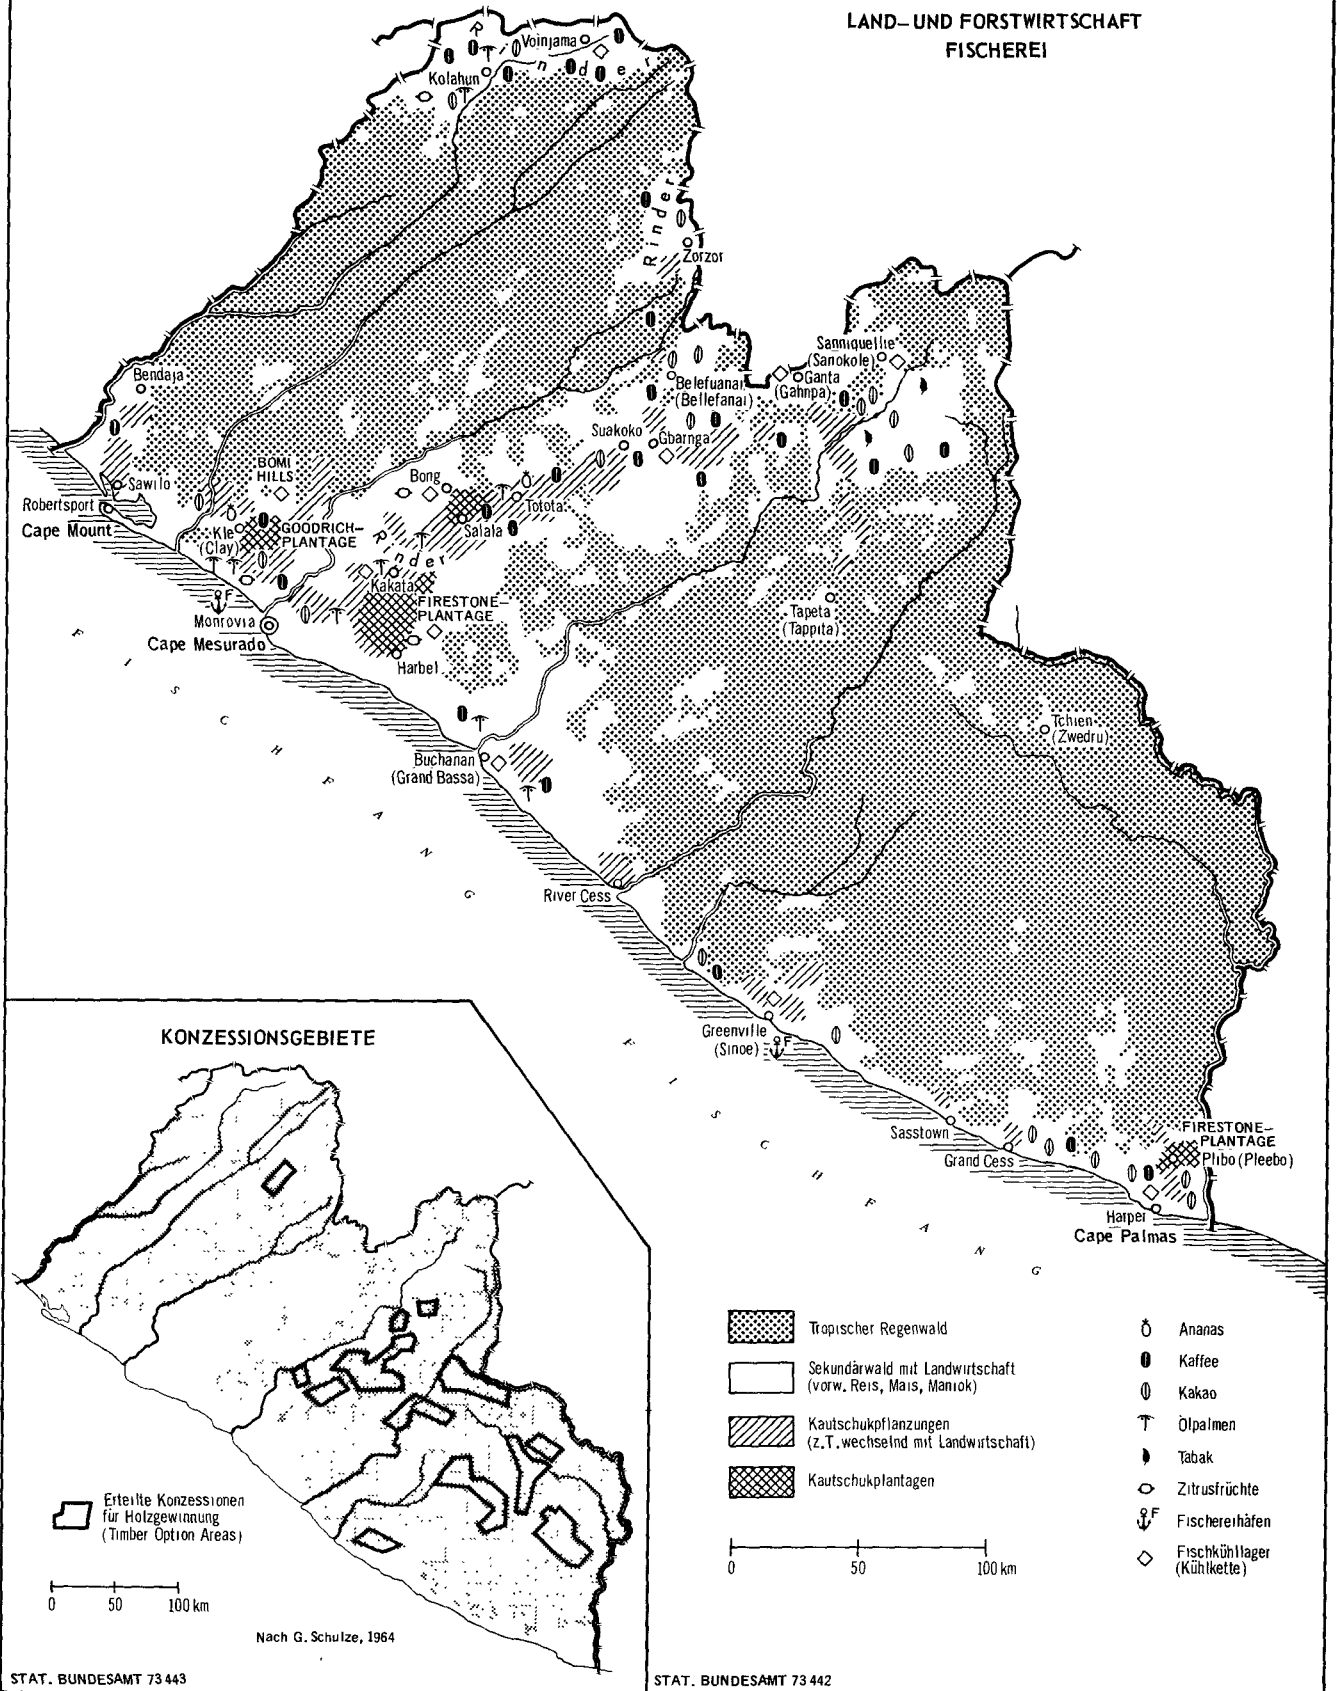 LAND- UND FORSTWIRTSCHAFT
FISCHEREI
Rinder
Voinjama
Kolahun
Rinder
Zorzor
Bendaja
Sanniquellie
(Sanokole)
Ganta
(Gahnpa)
Belefuanai
(Bellefanai)
Suakoko
Gbarnga
BOMI
HILLS
Bong
Totota
Salala
Sawilo
Robertsport
Cape Mount
Kle
(Clay)
GOODRICH-
PLANTAGE
Rinder
Kakata
FIRESTONE-
PLANTAGE
F
Monrovia
Cape Mesurado
Harbel
Tapeta
(Tappita)
Tchien
(Zwedru)
Buchanan
(Grand Bassa)
FISCHFANG
River Cess
Greenville
(Sinoe)
F
Sasstown
Grand Cess
FIRESTONE-
PLANTAGE
Plibo (Pleebo)
Harper
Cape Palmas
FISCHFANG
KONZESSIONSGEBIETE
Erteilte Konzessionen
für Holzgewinnung
(Timber Option Areas)
0 50 100 km
Nach G. Schulze, 1964
STAT. BUNDESAMT 73 443
Tropischer Regenwald
Sekundärwald mit Landwirtschaft
(vorw. Reis, Mais, Maniok)
Kautschukpflanzungen
(z.T. wechselnd mit Landwirtschaft)
Kautschukplantagen
0 50 100 km
Ananas
Kaffee
Kakao
Ölpalmen
Tabak
Zitrusfrüchte
F Fischereihäfen
Fischkühllager
(Kühlkette)
STAT. BUNDESAMT 73 442